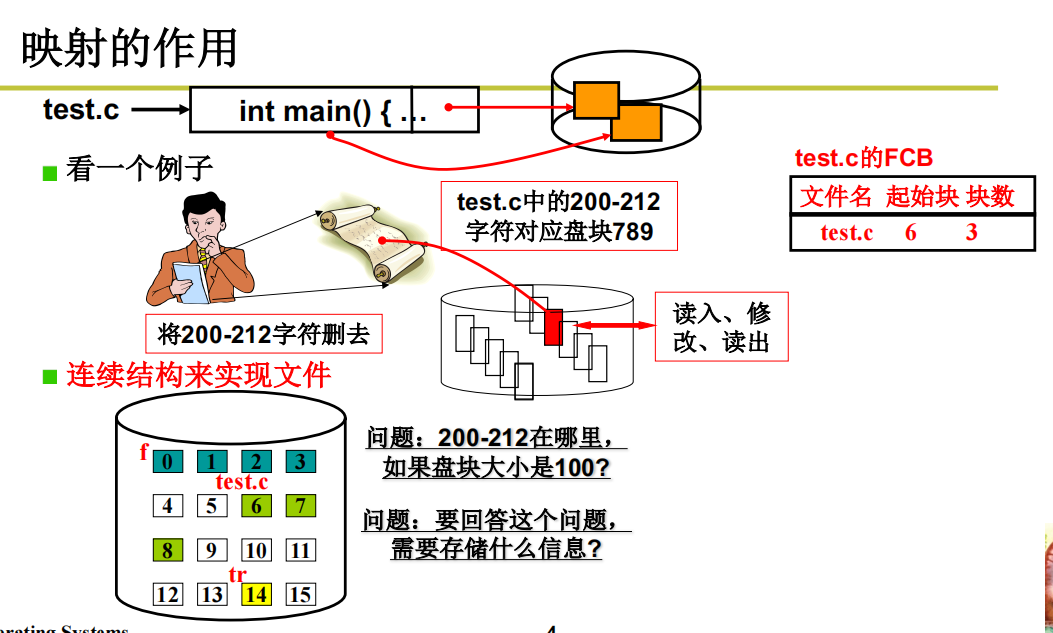 映射的作用
test.c
int main() { …
看一个例子
test.c中的200-212
字符对应盘块789
test.c的FCB
文件名 起始块 块数
test.c 6 3
将200-212字符删去
读入、修
改、读出
连续结构来实现文件
f
0 1 2 3
test.c
4 5 6 7
8 9 10 11
tr
12 13 14 15
问题：200-212在哪里，
如果盘块大小是100?
问题：要回答这个问题，
需要存储什么信息?
erating Systems
4